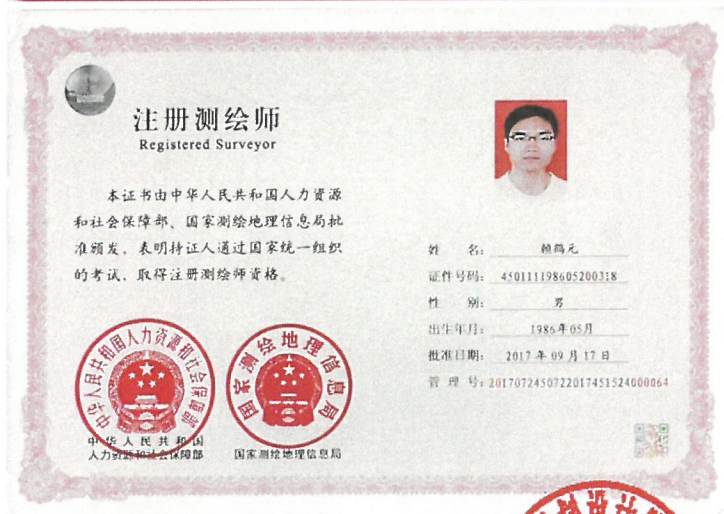 注册测绘师
Registered Surveyor
本证书由中华人民共和国人力资源
和社会保障部、国家测绘地理信息局批
准颁发，表明持证人通过国家统一组织
的考试，取得注册测绘师资格。
中华人民共和国人力资源和社会保障部
国家测绘地理信息局
中华人民共和国
人力资源和社会保障部
国家测绘地理信息局
姓 名: 赖鹍元
证件号码: 450111198605200318
性 别: 男
出生年月: 1986年05月
批准日期: 2017年09月17日
管 理 号: 2017072450722017451524000064